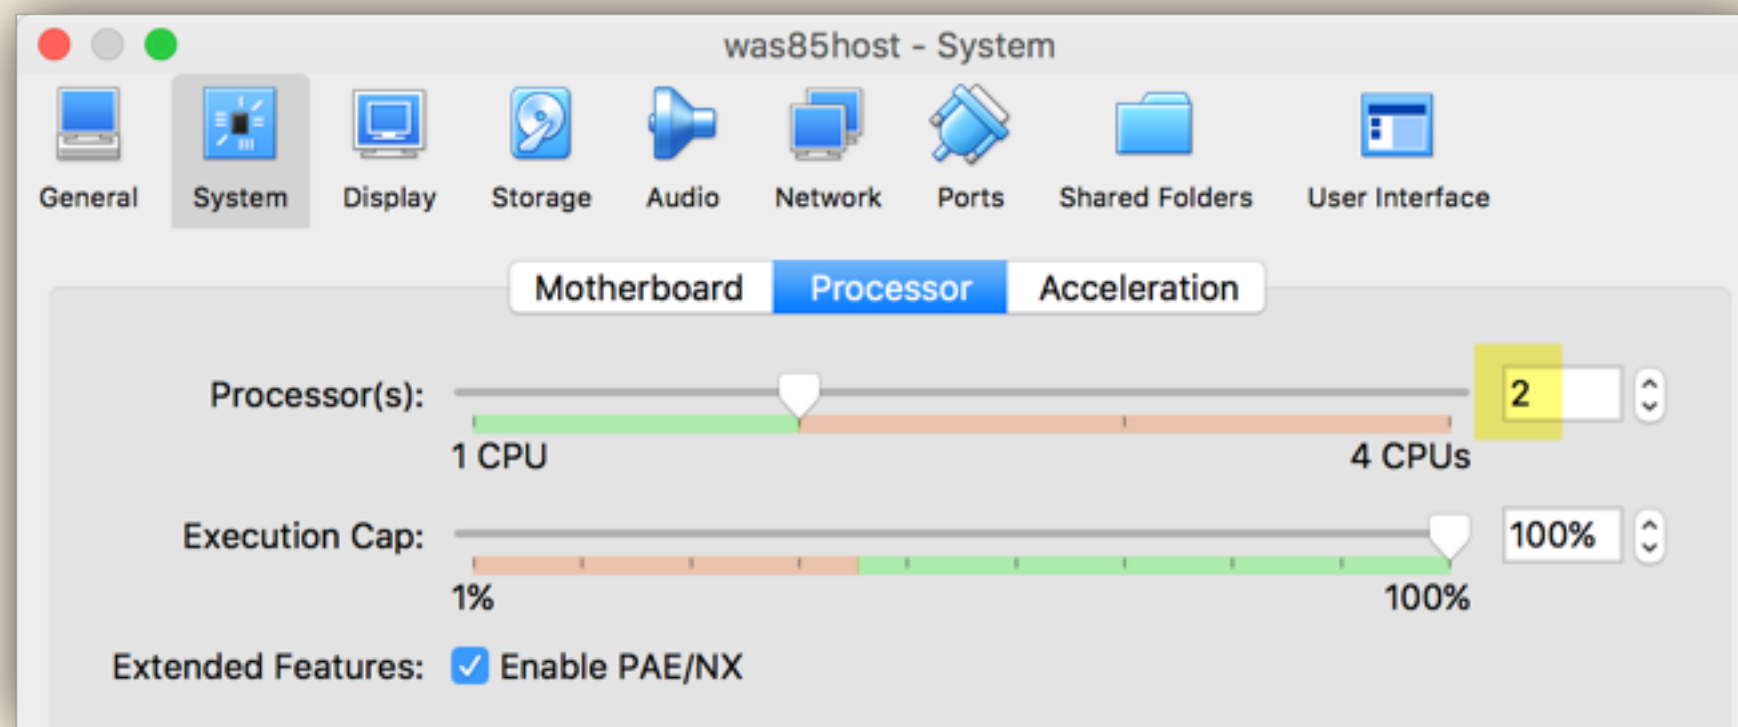 was85host - System
General System Display Storage Audio Network Ports Shared Folders User Interface
Motherboard Processor Acceleration
Processor(s): 2
1 CPU 4 CPUs
Execution Cap: 100%
1% 100%
Extended Features: Enable PAE/NX